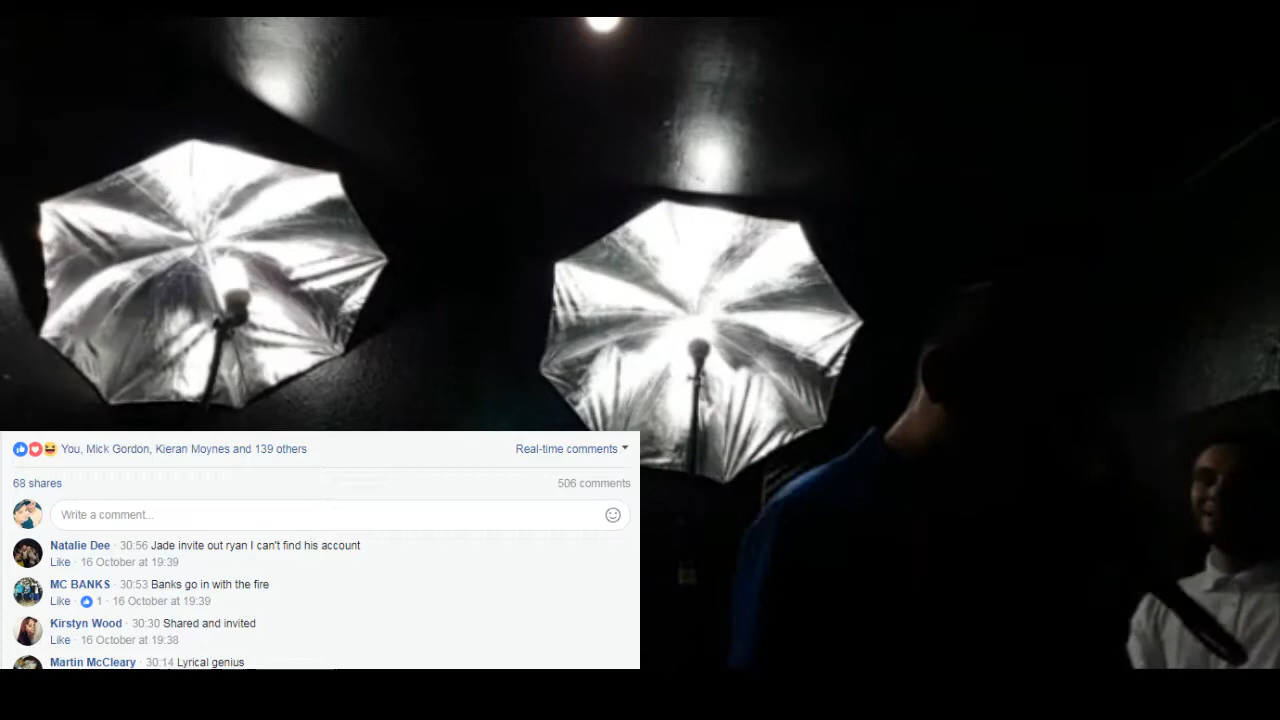 You, Mick Gordon, Kieran Moynes and 139 others Real-time comments
68 shares 506 comments
Write a comment...
Natalie Dee · 30:56 Jade invite out ryan I can't find his account
Like · 16 October at 19:39
MC BANKS · 30:53 Banks go in with the fire
Like · 1 · 16 October at 19:39
Kirstyn Wood · 30:30 Shared and invited
Like · 16 October at 19:38
Martin McCleary · 30:14 Lyrical genius